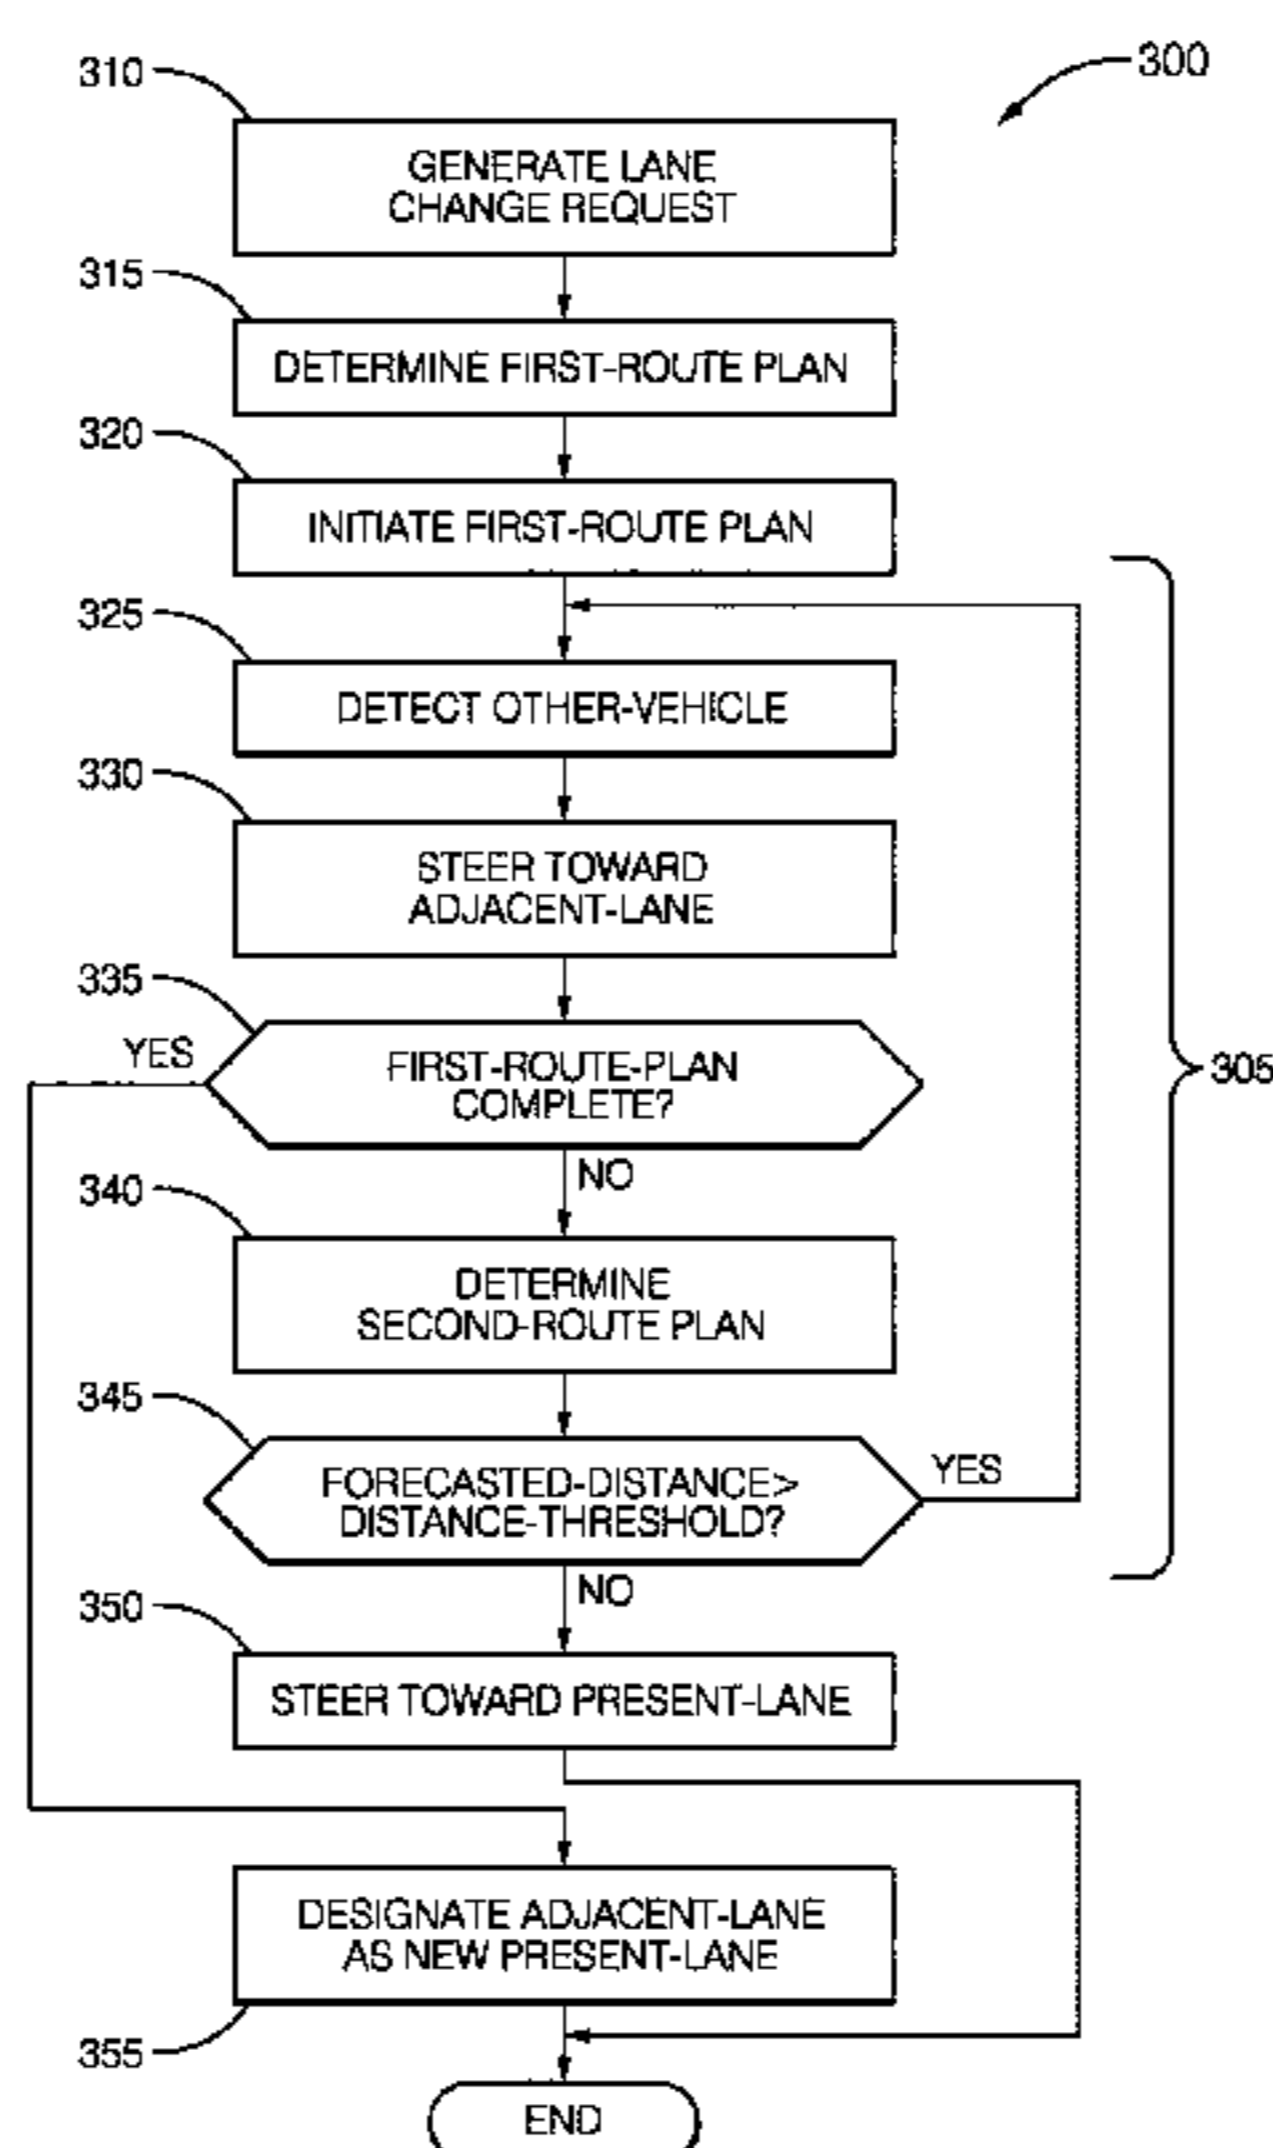 300
310
GENERATE LANE
CHANGE REQUEST
315
DETERMINE FIRST-ROUTE PLAN
320
INITIATE FIRST-ROUTE PLAN
325
DETECT OTHER-VEHICLE
330
STEER TOWARD
ADJACENT-LANE
335
YES
FIRST-ROUTE-PLAN
COMPLETE?
305
NO
340
DETERMINE
SECOND-ROUTE PLAN
345
FORECASTED-DISTANCE>
DISTANCE-THRESHOLD?
YES
NO
350
STEER TOWARD PRESENT-LANE
DESIGNATE ADJACENT-LANE
AS NEW PRESENT-LANE
355
END